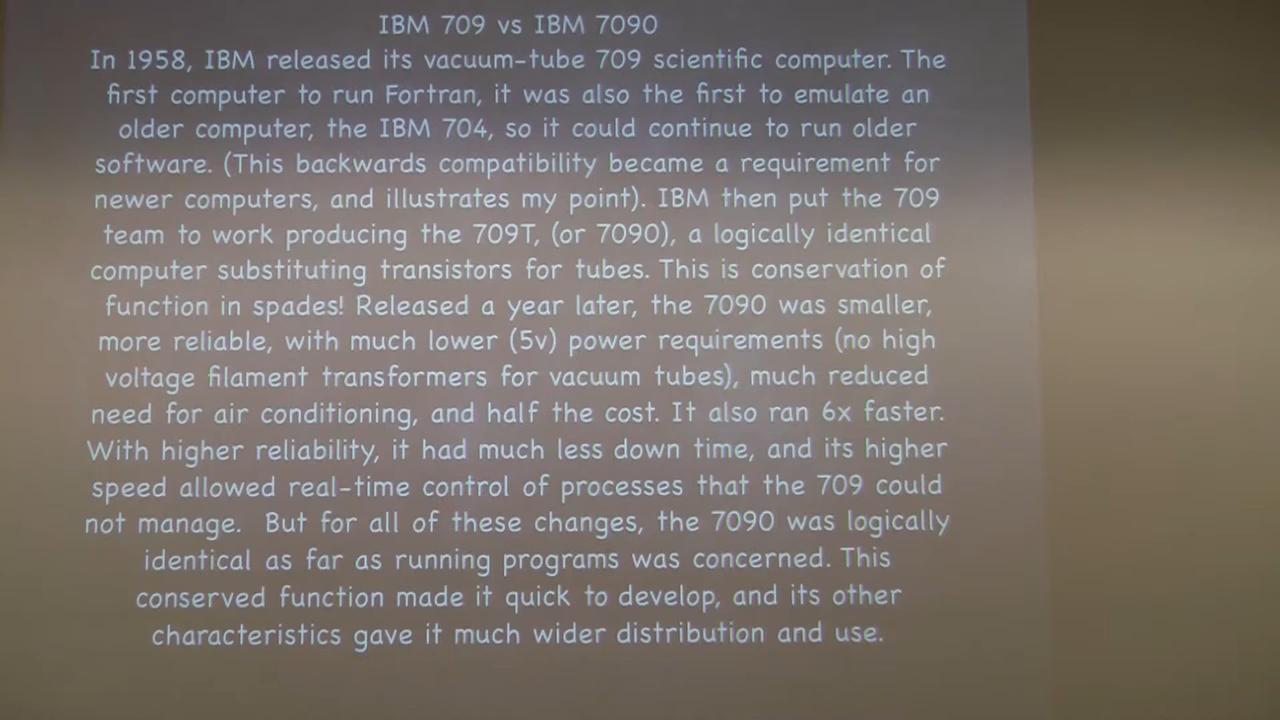 IBM 709 vs IBM 7090
In 1958, IBM released its vacuum-tube 709 scientific computer. The
first computer to run Fortran, it was also the first to emulate an
older computer, the IBM 704, so it could continue to run older
software. (This backwards compatibility became a requirement for
newer computers, and illustrates my point). IBM then put the 709
team to work producing the 709T, (or 7090), a logically identical
computer substituting transistors for tubes. This is conservation of
function in spades! Released a year later, the 7090 was smaller,
more reliable, with much lower (5v) power requirements (no high
voltage filament transformers for vacuum tubes), much reduced
need for air conditioning, and half the cost. It also ran 6x faster.
With higher reliability, it had much less down time, and its higher
speed allowed real-time control of processes that the 709 could
not manage.  But for all of these changes, the 7090 was logically
identical as far as running programs was concerned. This
conserved function made it quick to develop, and its other
characteristics gave it much wider distribution and use.